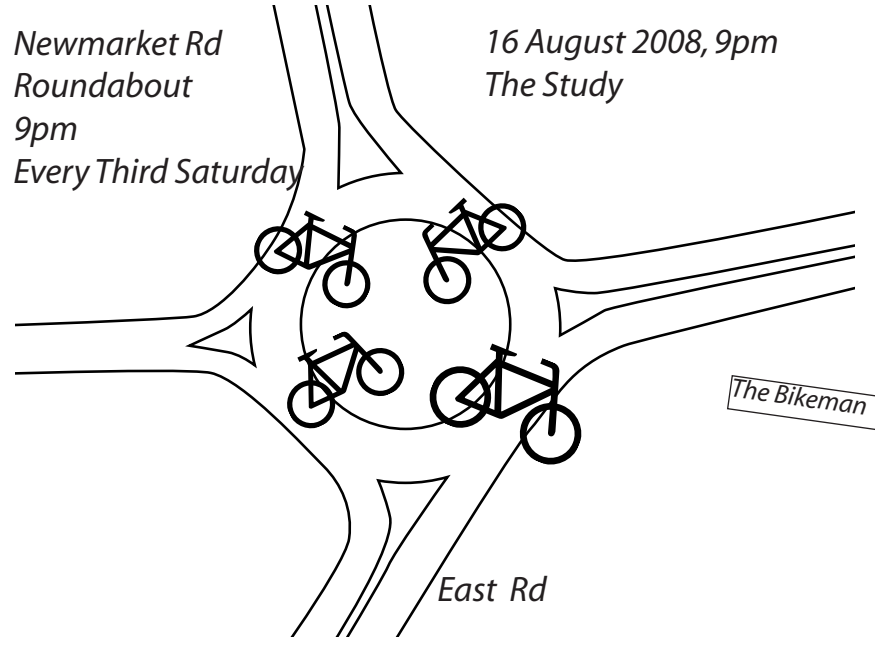 Newmarket Rd
Roundabout
9pm
Every Third Saturday
16 August 2008, 9pm
The Study
The Bikeman
East Rd